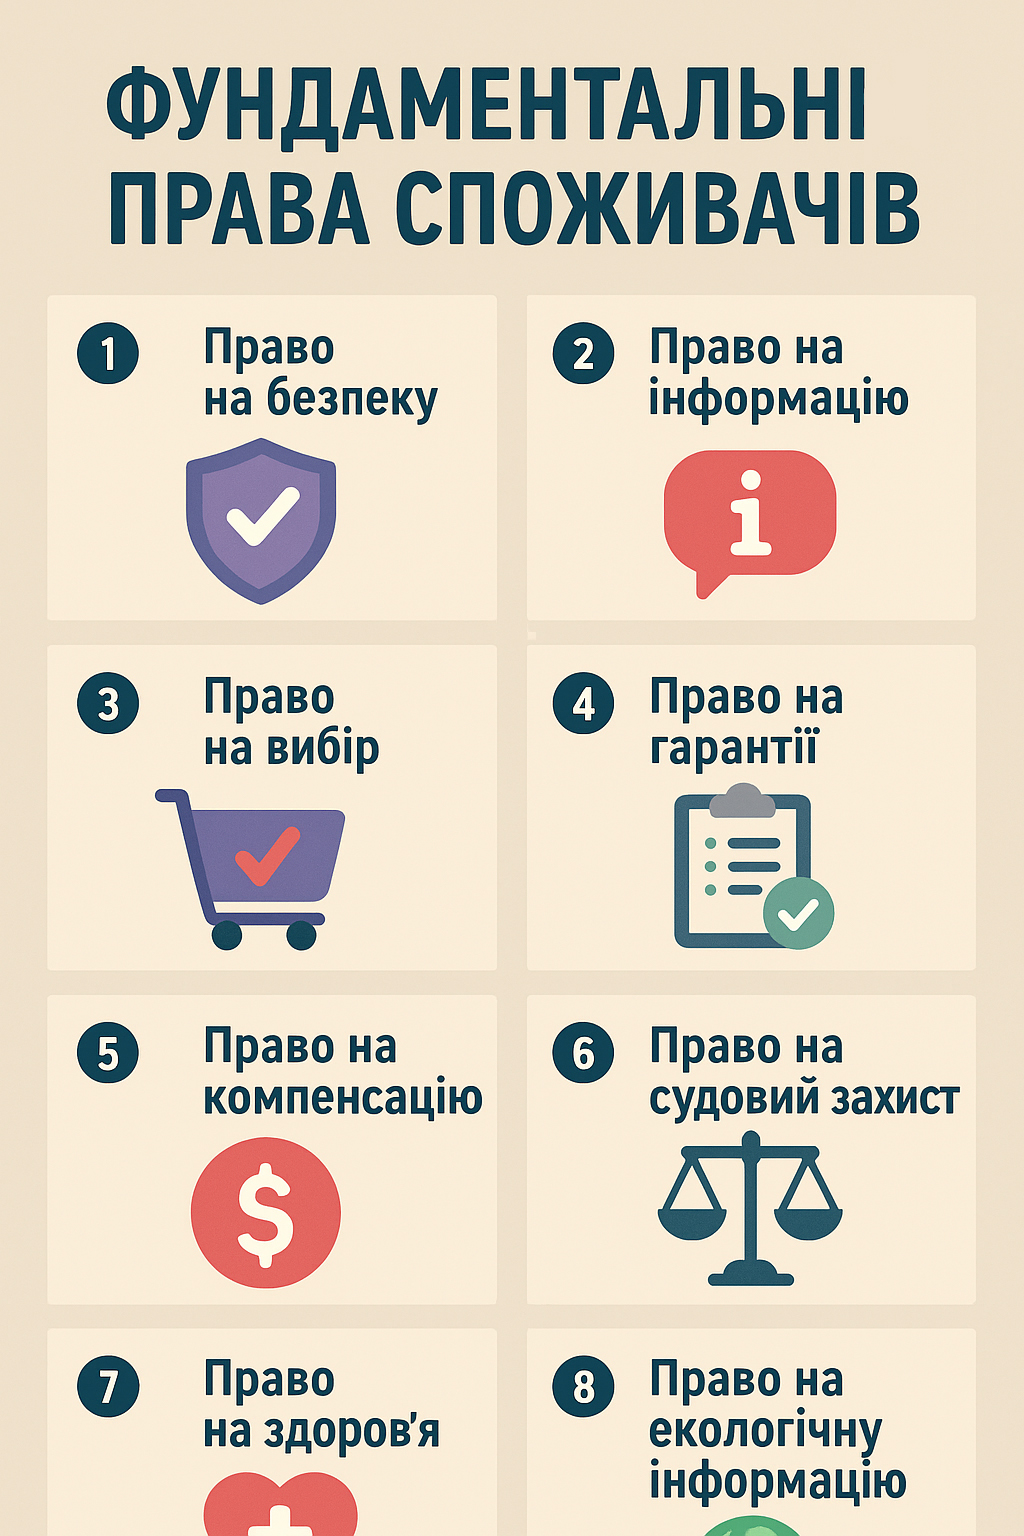 ФУНДАМЕНТАЛЬНІ
ПРАВА СПОЖИВАЧІВ
1
Право
на безпеку
2
Право на
інформацію
i
3
Право
на вибір
4
Право на
гарантії
5
Право на
компенсацію
$
6
Право на
судовий захист
7
Право
на здоров'я
8
Право на
екологічну
інформацію